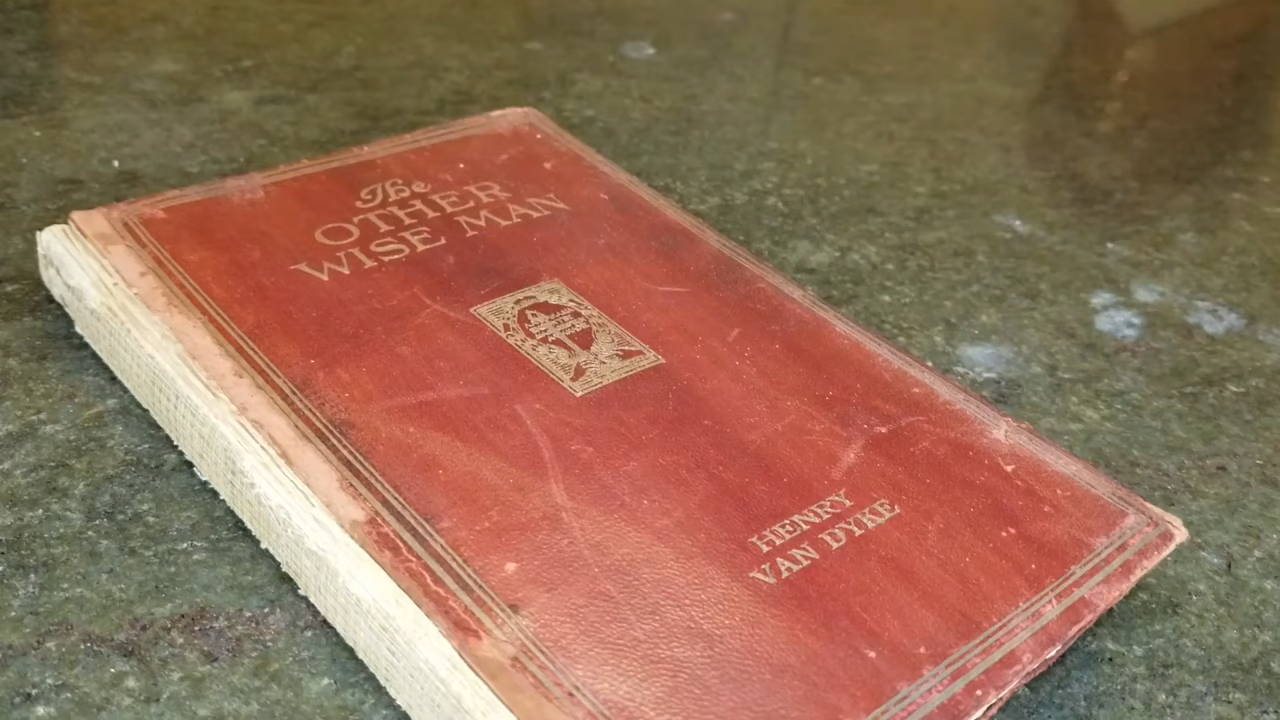 The
OTHER
WISE MAN
HENRY
VAN DYKE